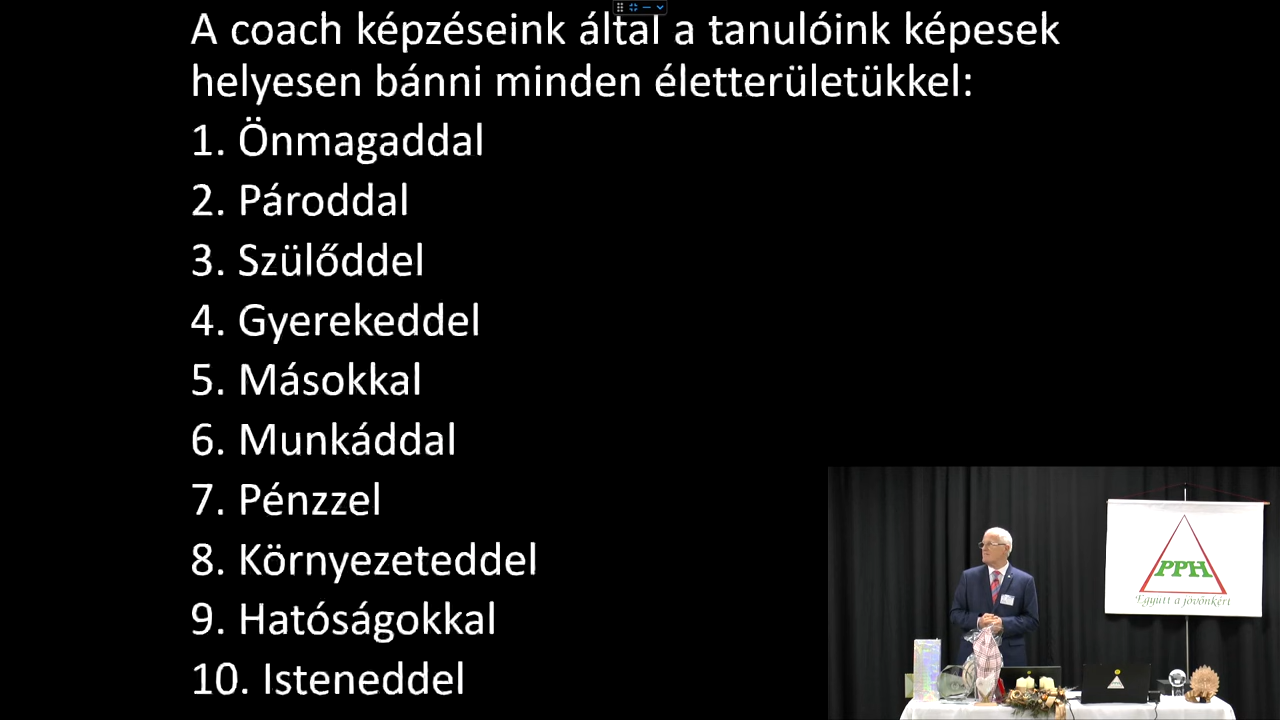 A coach képzéseink által a tanulóink képesek
helyesen bánni minden életterületükkel:
1. Önmagaddal
2. Pároddal
3. Szülőddel
4. Gyerekeddel
5. Másokkal
6. Munkáddal
7. Pénzzel
8. Környezeteddel
9. Hatóságokkal
10. Isteneddel
PPH
Együtt a jövőnkért